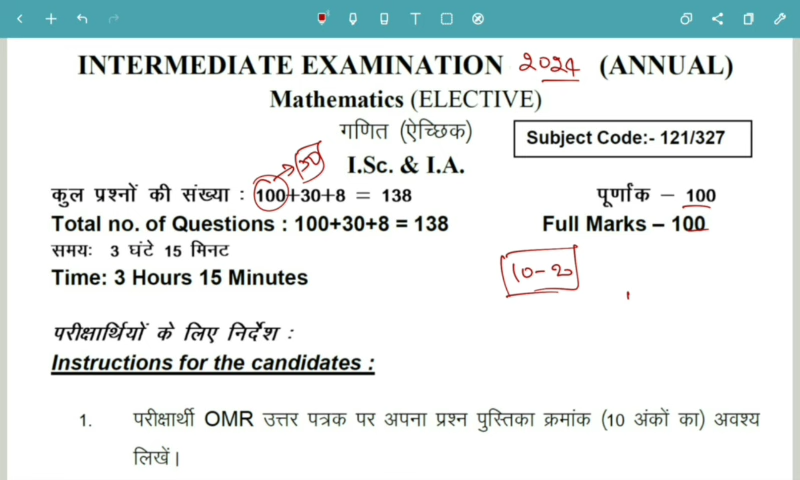 INTERMEDIATE EXAMINATION 2024 (ANNUAL)
Mathematics (ELECTIVE)
गणित (ऐच्छिक)
Subject Code:- 121/327
50
I.Sc. & I.A.
कुल प्रश्नों की संख्या : 100+30+8 = 138
पूर्णांक – 100
Total no. of Questions : 100+30+8 = 138
Full Marks – 100
समयः 3 घंटे 15 मिनट
Time: 3 Hours 15 Minutes
10-20
परीक्षार्थियों के लिए निर्देश :
Instructions for the candidates :
1. परीक्षार्थी OMR उत्तर पत्रक पर अपना प्रश्न पुस्तिका क्रमांक (10 अंकों का) अवश्य
लिखें।